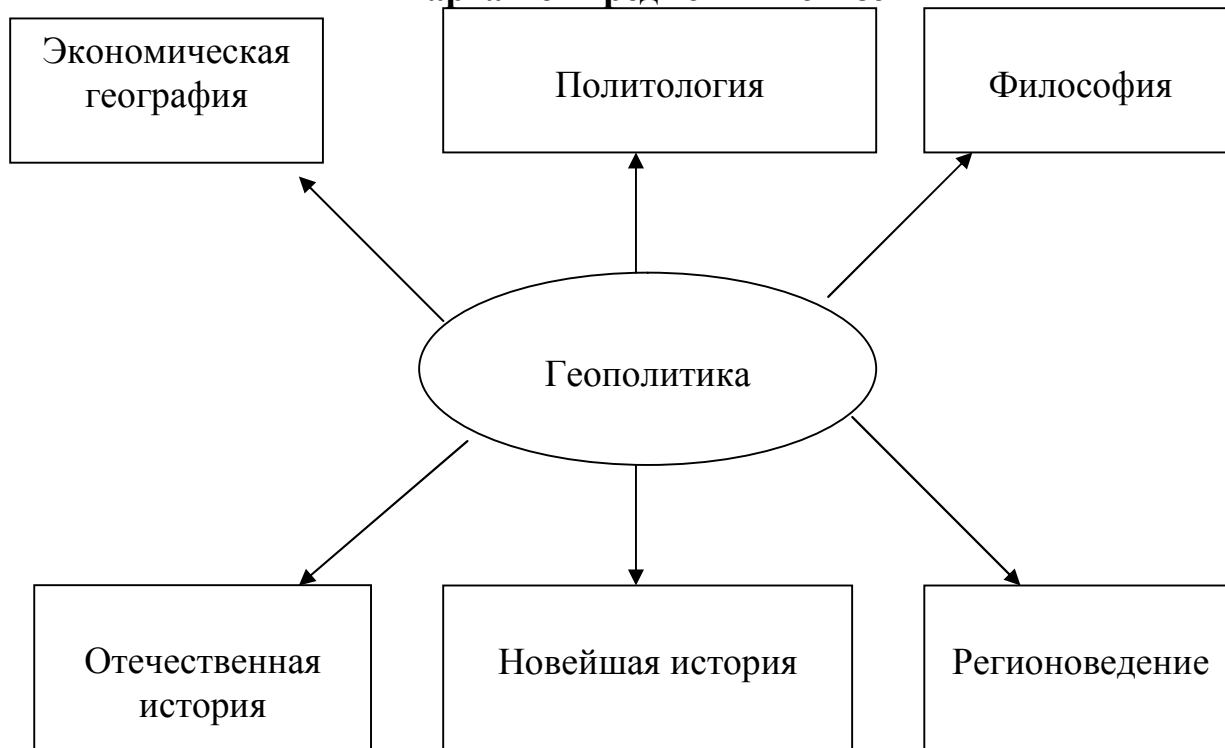 Экономическая
география
Политология
Философия
Геополитика
Отечественная
история
Новейшая история
Регионоведение